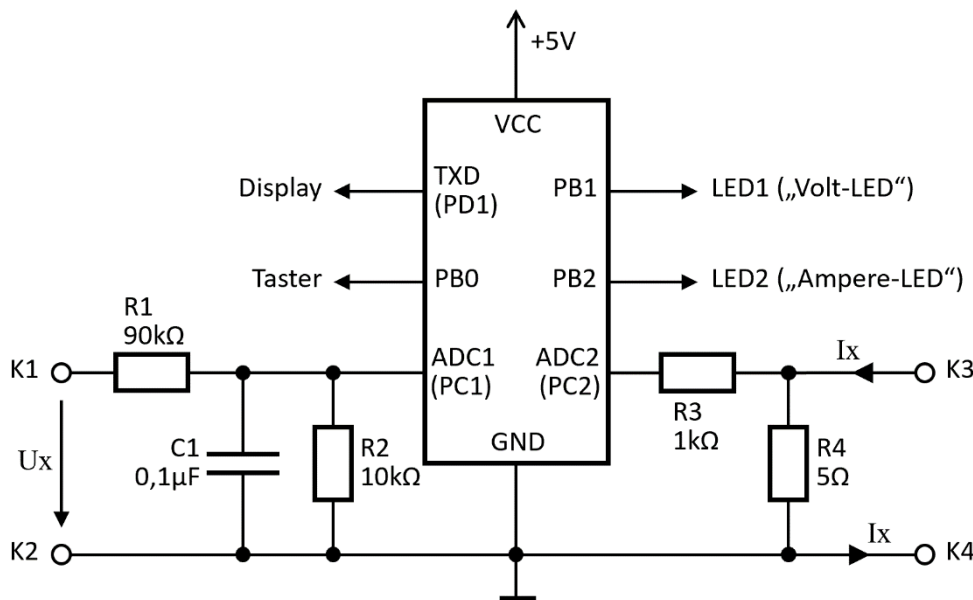 +5V
VCC
Display
TXD
(PD1)
PB1
LED1 („Volt-LED“)
Taster
PB0
PB2
LED2 („Ampere-LED“)
R1
90kΩ
K1
ADC1
(PC1)
ADC2
(PC2)
Ix
K3
R3
1kΩ
Ux
C1
0,1µF
R2
10kΩ
GND
R4
5Ω
K2
Ix
K4